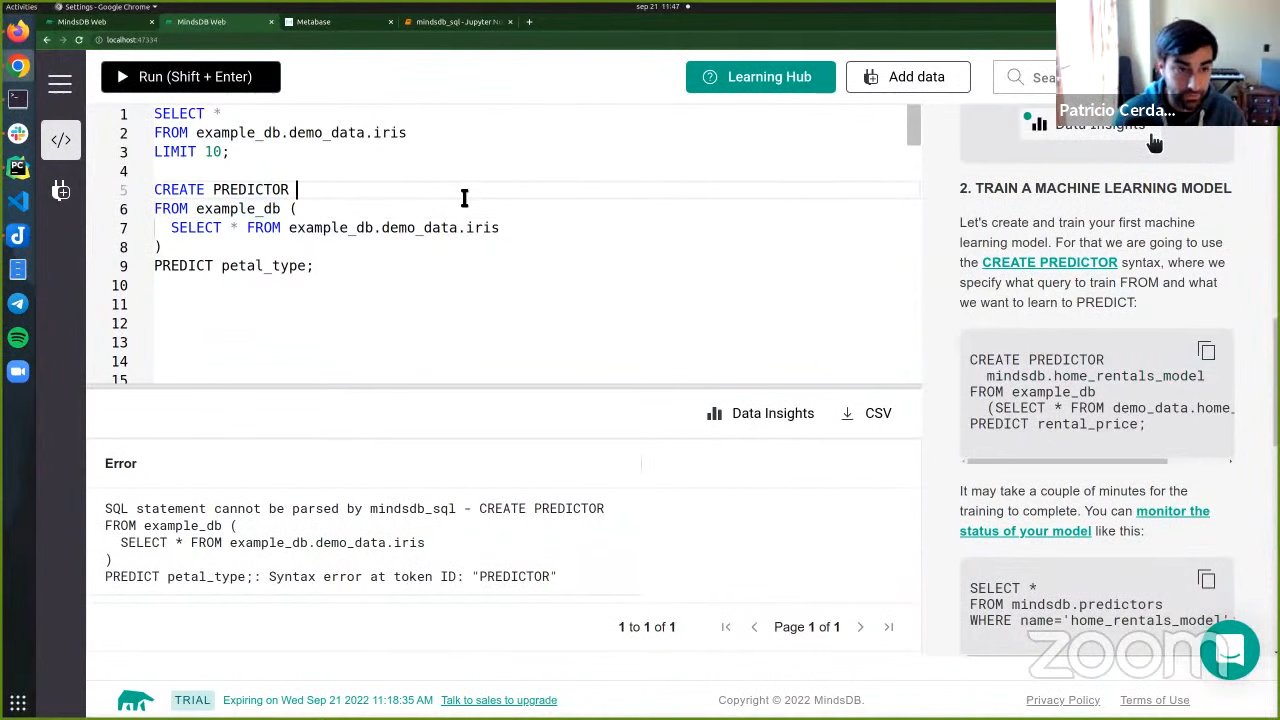 Activities
Settings - Google Chrome
sep 21 11:47
MindsDB Web
MindsDB Web
Metabase
mindsdb_sql - Jupyter No
localhost:47334
Run (Shift + Enter)
Learning Hub
Add data
Sea
Patricio Cerda...
Data Insights
1 SELECT *
2 FROM example_db.demo_data.iris
3 LIMIT 10;
4
5 CREATE PREDICTOR
6 FROM example_db (
7 SELECT * FROM example_db.demo_data.iris
8 )
9 PREDICT petal_type;
10
11
12
13
14
15
2. TRAIN A MACHINE LEARNING MODEL
Let's create and train your first machine
learning model. For that we are going to use
the CREATE PREDICTOR syntax, where we
specify what query to train FROM and what
we want to learn to PREDICT:
CREATE PREDICTOR
mindsdb.home_rentals_model
FROM example_db
(SELECT * FROM demo_data.home_
PREDICT rental_price;
It may take a couple of minutes for the
training to complete. You can monitor the
status of your model like this:
SELECT *
FROM mindsdb.predictors
WHERE name='home_rentals_model'
Data Insights
CSV
Error
SQL statement cannot be parsed by mindsdb_sql - CREATE PREDICTOR
FROM example_db (
SELECT * FROM example_db.demo_data.iris
)
PREDICT petal_type;: Syntax error at token ID: "PREDICTOR"
1 to 1 of 1
Page 1 of 1
zoom
TRIAL
Expiring on Wed Sep 21 2022 11:18:35 AM
Talk to sales to upgrade
Copyright © 2022 MindsDB.
Privacy Policy
Terms of Use